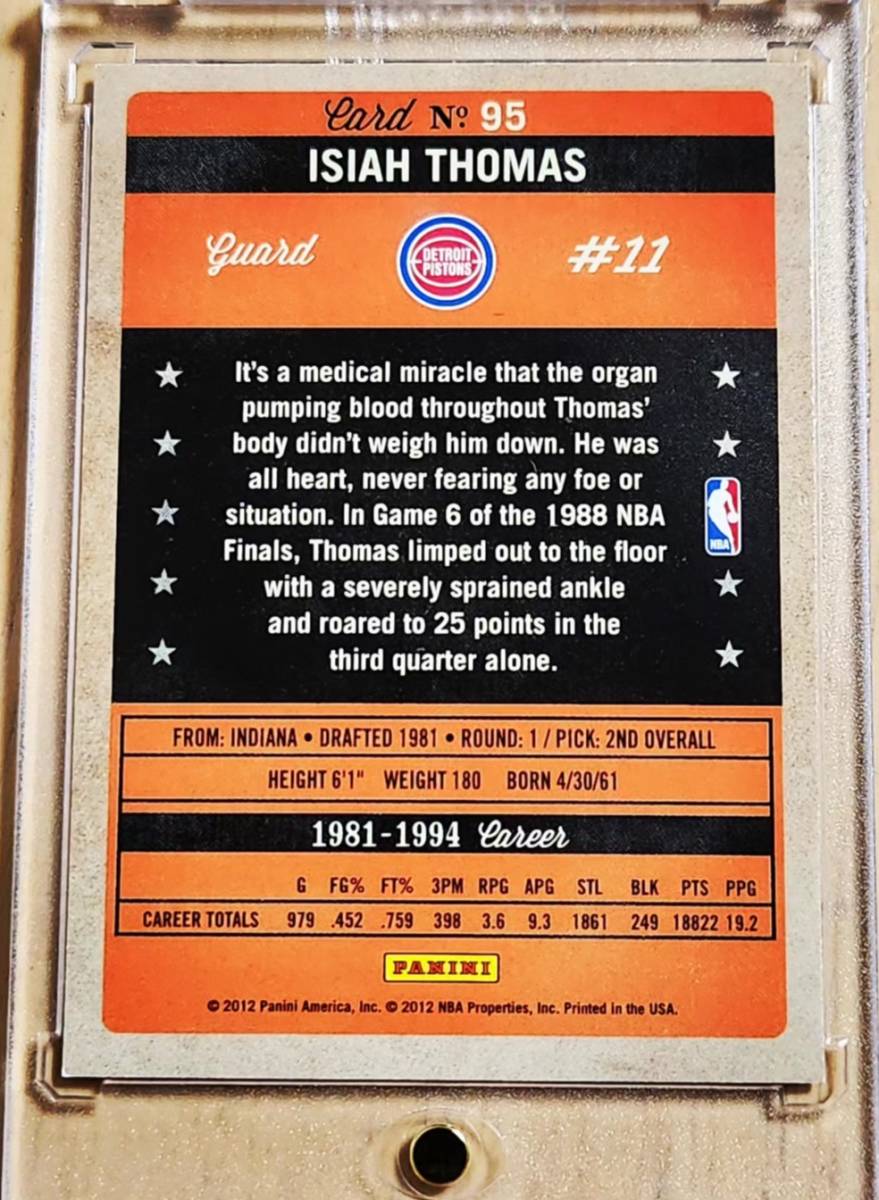 Card Nº 95
ISIAH THOMAS
Guard DETROIT PISTONS #11
It's a medical miracle that the organ
pumping blood throughout Thomas'
body didn't weigh him down. He was
all heart, never fearing any foe or
situation. In Game 6 of the 1988 NBA
Finals, Thomas limped out to the floor
with a severely sprained ankle
and roared to 25 points in the
third quarter alone.
NBA
FROM: INDIANA • DRAFTED 1981 • ROUND: 1 / PICK: 2ND OVERALL
HEIGHT 6'1" WEIGHT 180 BORN 4/30/61
1981-1994 Career
G FG% FT% 3PM RPG APG STL BLK PTS PPG
CAREER TOTALS 979 .452 .759 398 3.6 9.3 1861 249 18822 19.2
PANINI
© 2012 Panini America, Inc. © 2012 NBA Properties, Inc. Printed in the USA.